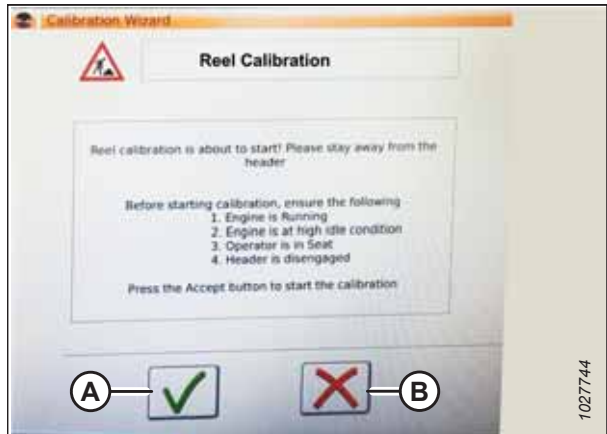 Calibration Wizard
Reel Calibration
Reel calibration is about to start! Please stay away from the
header
Before starting calibration, ensure the following
1. Engine is Running
2. Engine is at high idle condition
3. Operator is in Seat
4. Header is disengaged
Press the Accept button to start the calibration
A
B
1027744